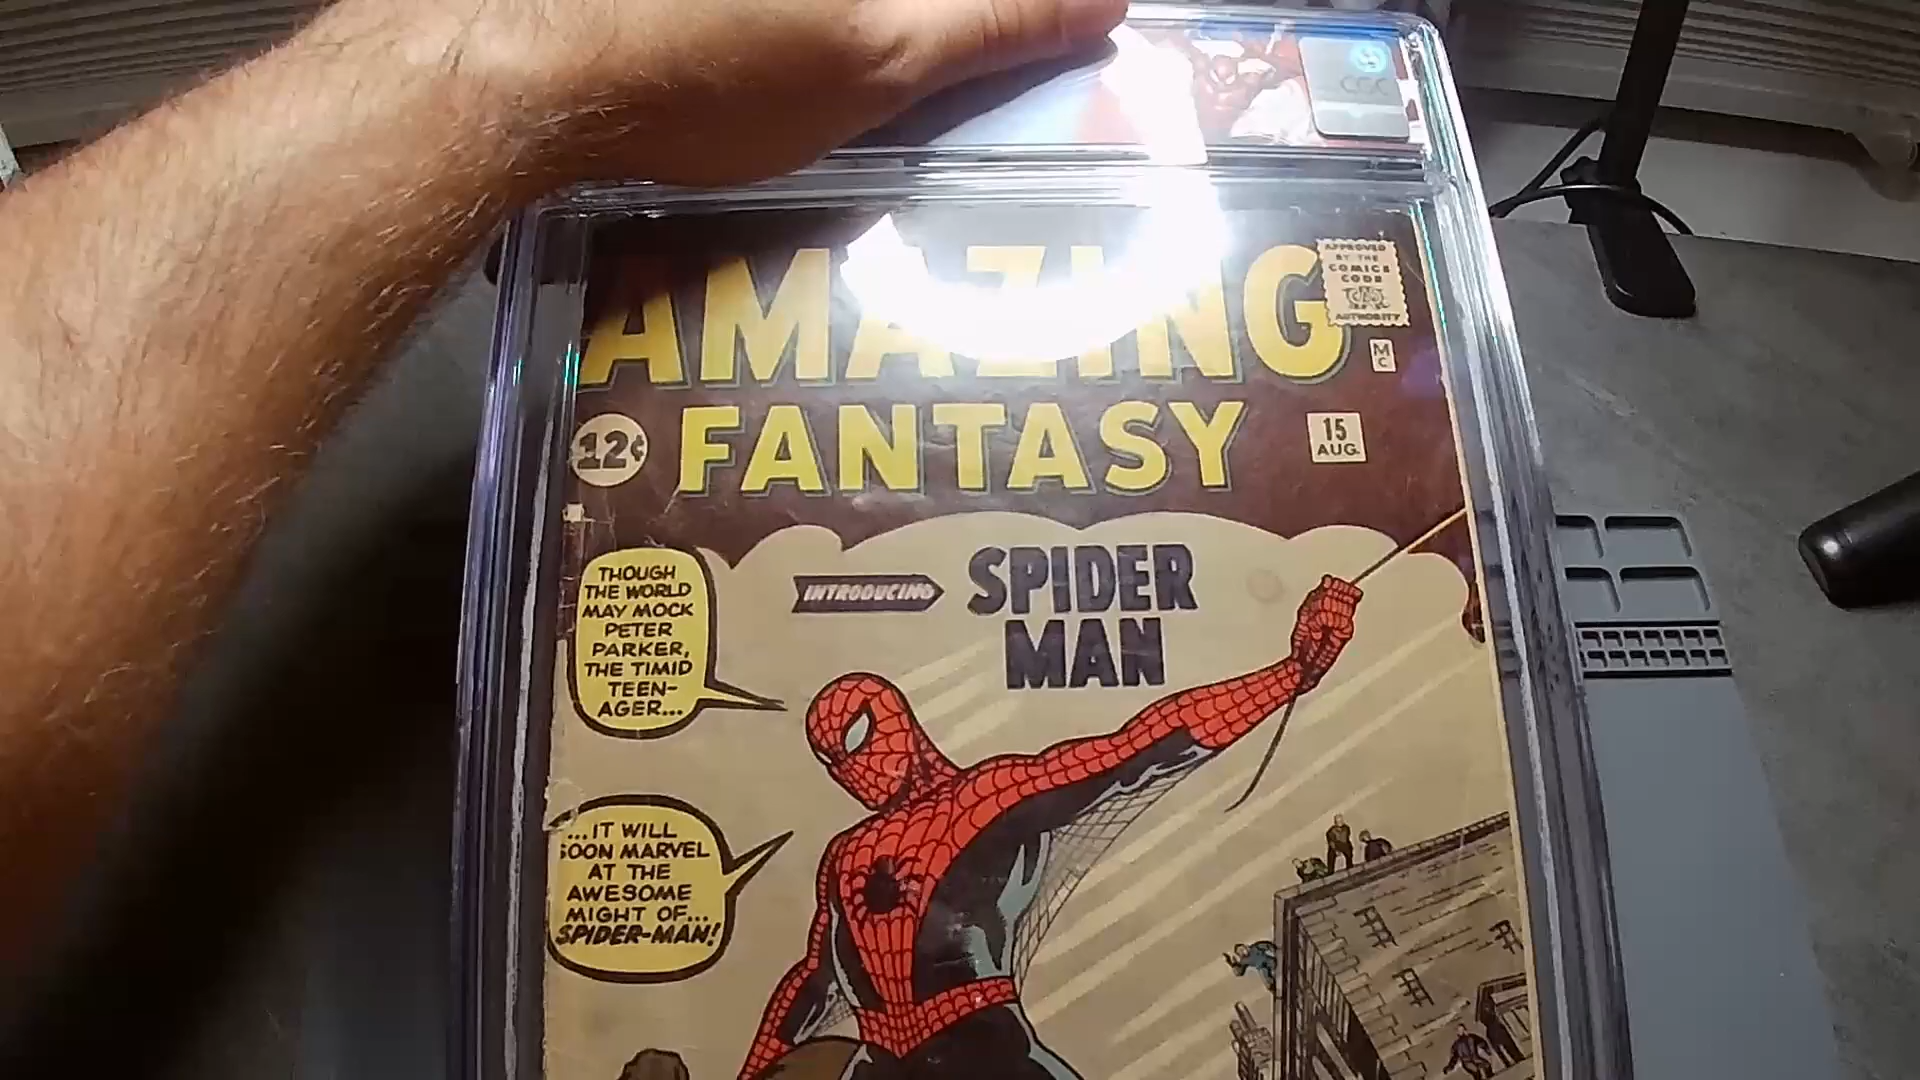 CGC
AMAZING
FANTASY
APPROVED
BY THE
COMICS
CODE
AUTHORITY
M
C
12¢
15
AUG.
INTRODUCING
SPIDER
MAN
THOUGH
THE WORLD
MAY MOCK
PETER
PARKER,
THE TIMID
TEEN-
AGER...
...IT WILL
SOON MARVEL
AT THE
AWESOME
MIGHT OF...
SPIDER-MAN!